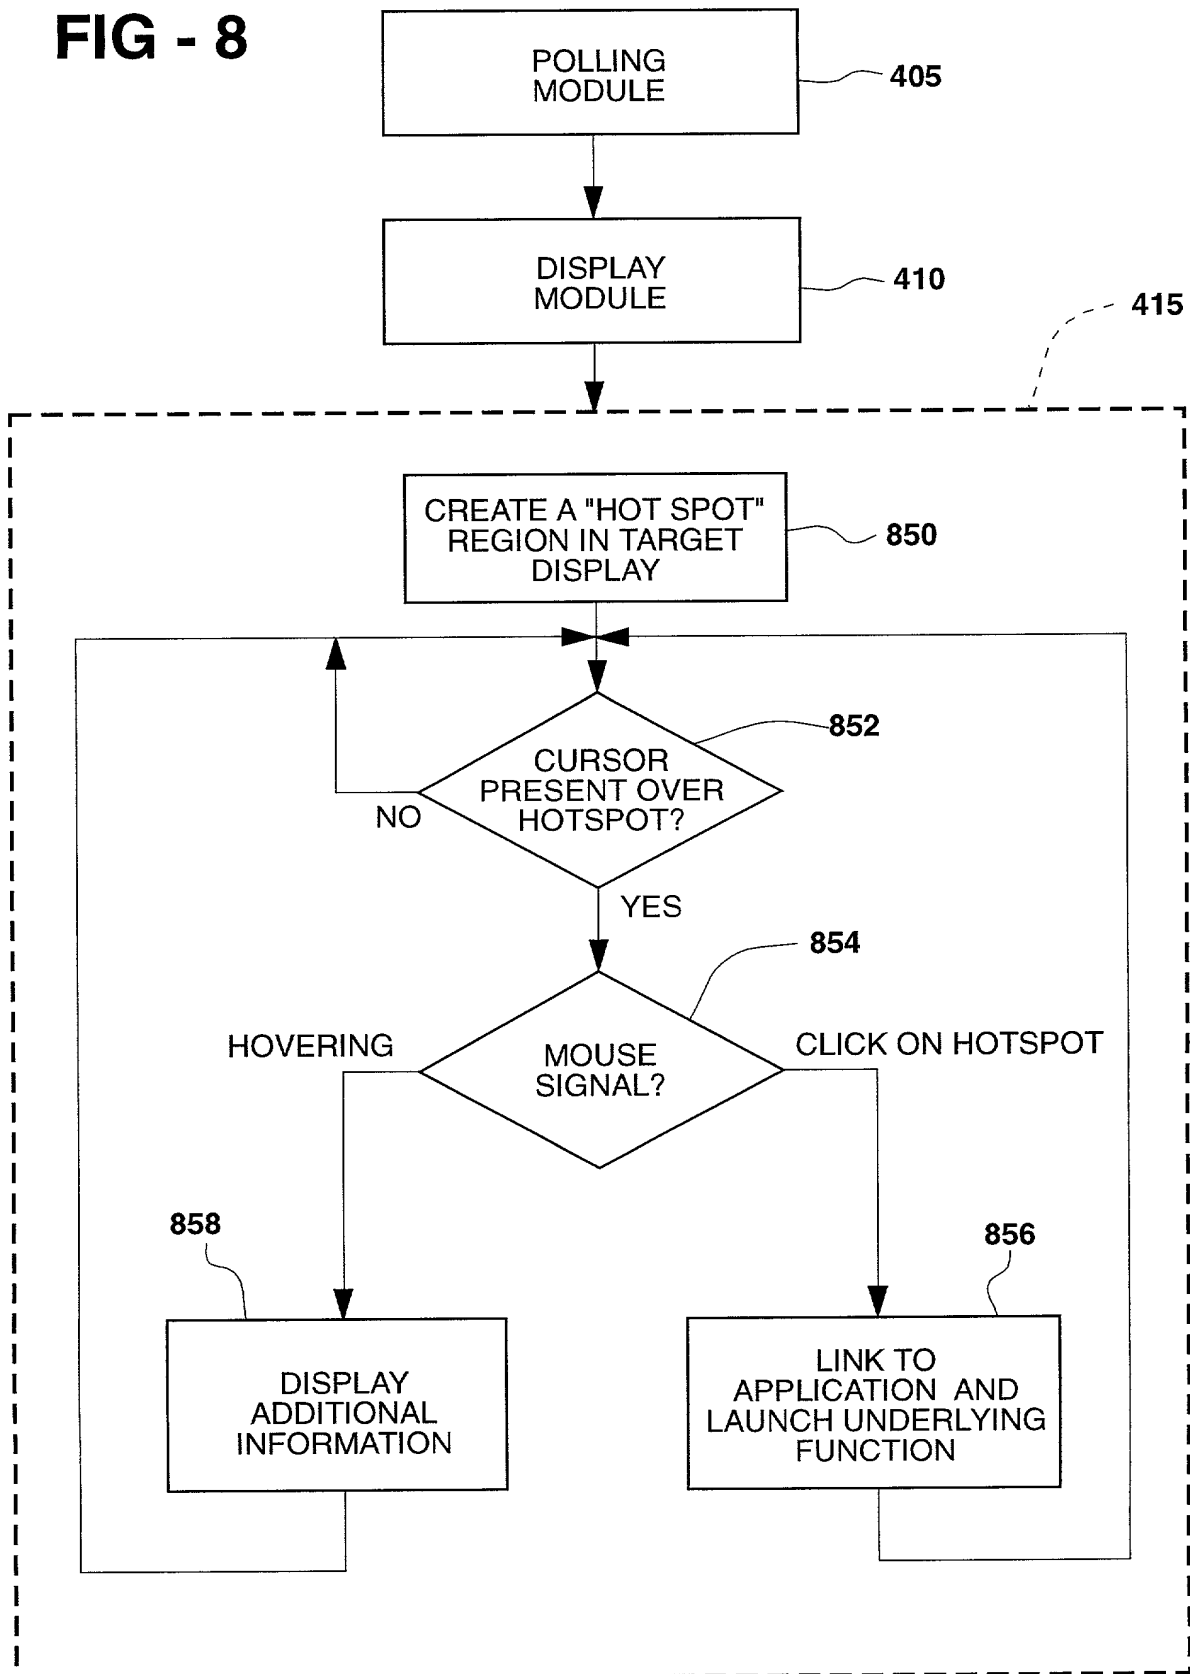 FIG - 8
POLLING
MODULE
405
DISPLAY
MODULE
410
415
CREATE A "HOT SPOT"
REGION IN TARGET
DISPLAY
850
852
CURSOR
PRESENT OVER
HOTSPOT?
NO
YES
854
HOVERING
MOUSE
SIGNAL?
CLICK ON HOTSPOT
858
856
DISPLAY
ADDITIONAL
INFORMATION
LINK TO
APPLICATION AND
LAUNCH UNDERLYING
FUNCTION